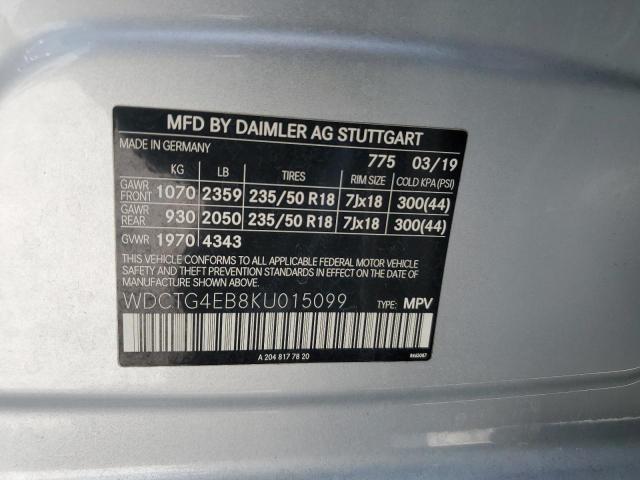 MFD BY DAIMLER AG STUTTGART
MADE IN GERMANY 775 03/19
KG LB TIRES RIM SIZE COLD KPA(PSI)
GAWR FRONT 1070 2359 235/50 R18 7Jx18 300(44)
GAWR REAR 930 2050 235/50 R18 7Jx18 300(44)
GVWR 1970 4343
THIS VEHICLE CONFORMS TO ALL APPLICABLE FEDERAL MOTOR VEHICLE
SAFETY AND THEFT PREVENTION STANDARDS IN EFFECT ON THE DATE OF
MANUFACTURE SHOWN ABOVE.
WDCTG4EB8KU015099 TYPE: MPV
A 204 817 78 20